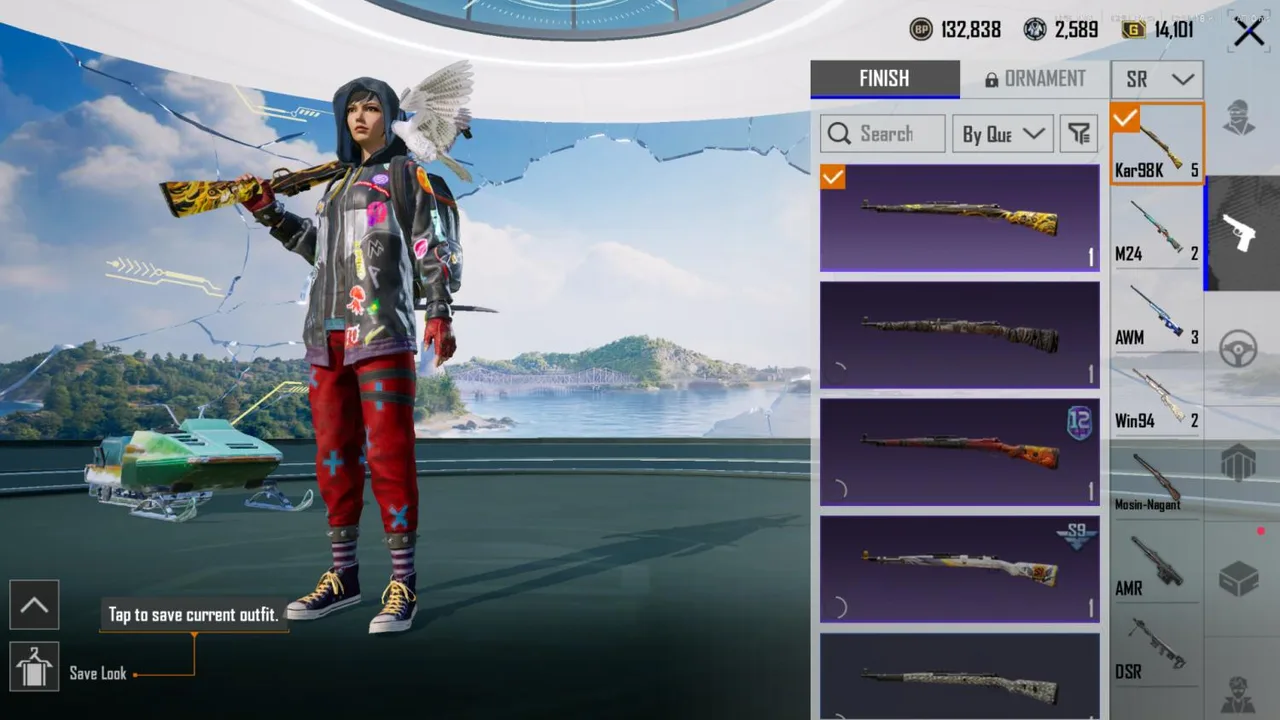 132,838
2,589
14,101
FINISH
ORNAMENT
SR
Search
By Que
Kar98K 5
1
M24 2
1
AWM 3
12
1
Win94 2
Mosin-Nagant
S9
1
AMR
DSR
Tap to save current outfit.
Save Look